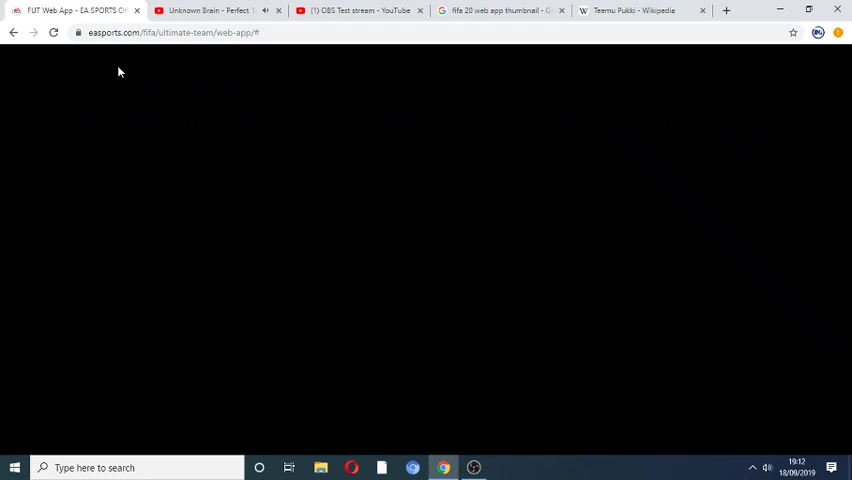 FUT Web App - EA SPORTS Of
Unknown Brain - Perfect
(1) OBS Test stream - YouTube
fifa 20 web app thumbnail - G
Teemu Pukki - Wikipedia
easports.com/fifa/ultimate-team/web-app/#
Type here to search
19:12
18/09/2019